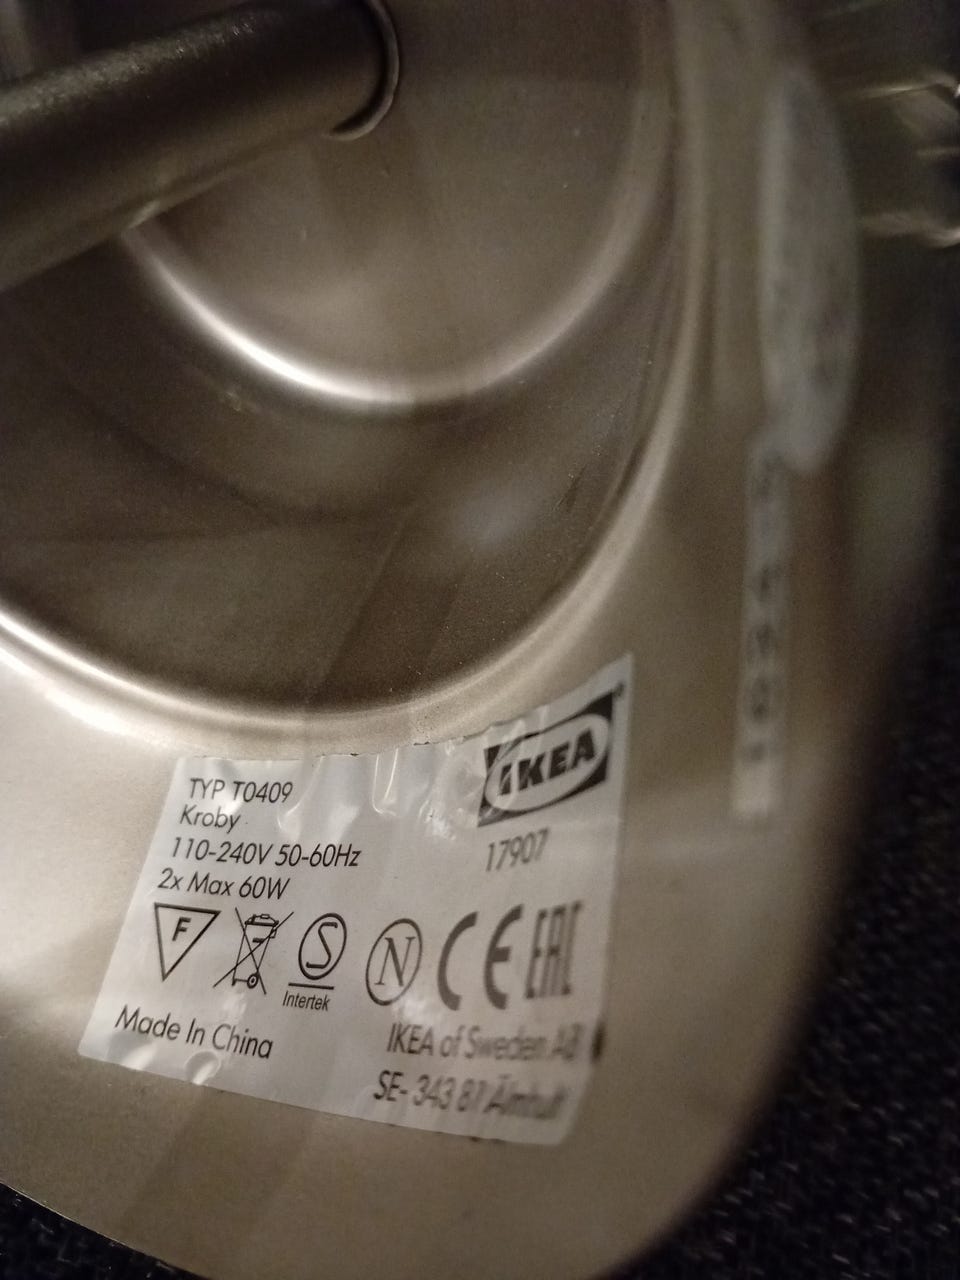 IKEA
TYP T0409
Kroby
110-240V 50-60Hz
2x Max 60W
17907
F
S
Intertek
N
CE
EAC
Made In China
IKEA of Sweden AB
SE- 343 81 Älmhult